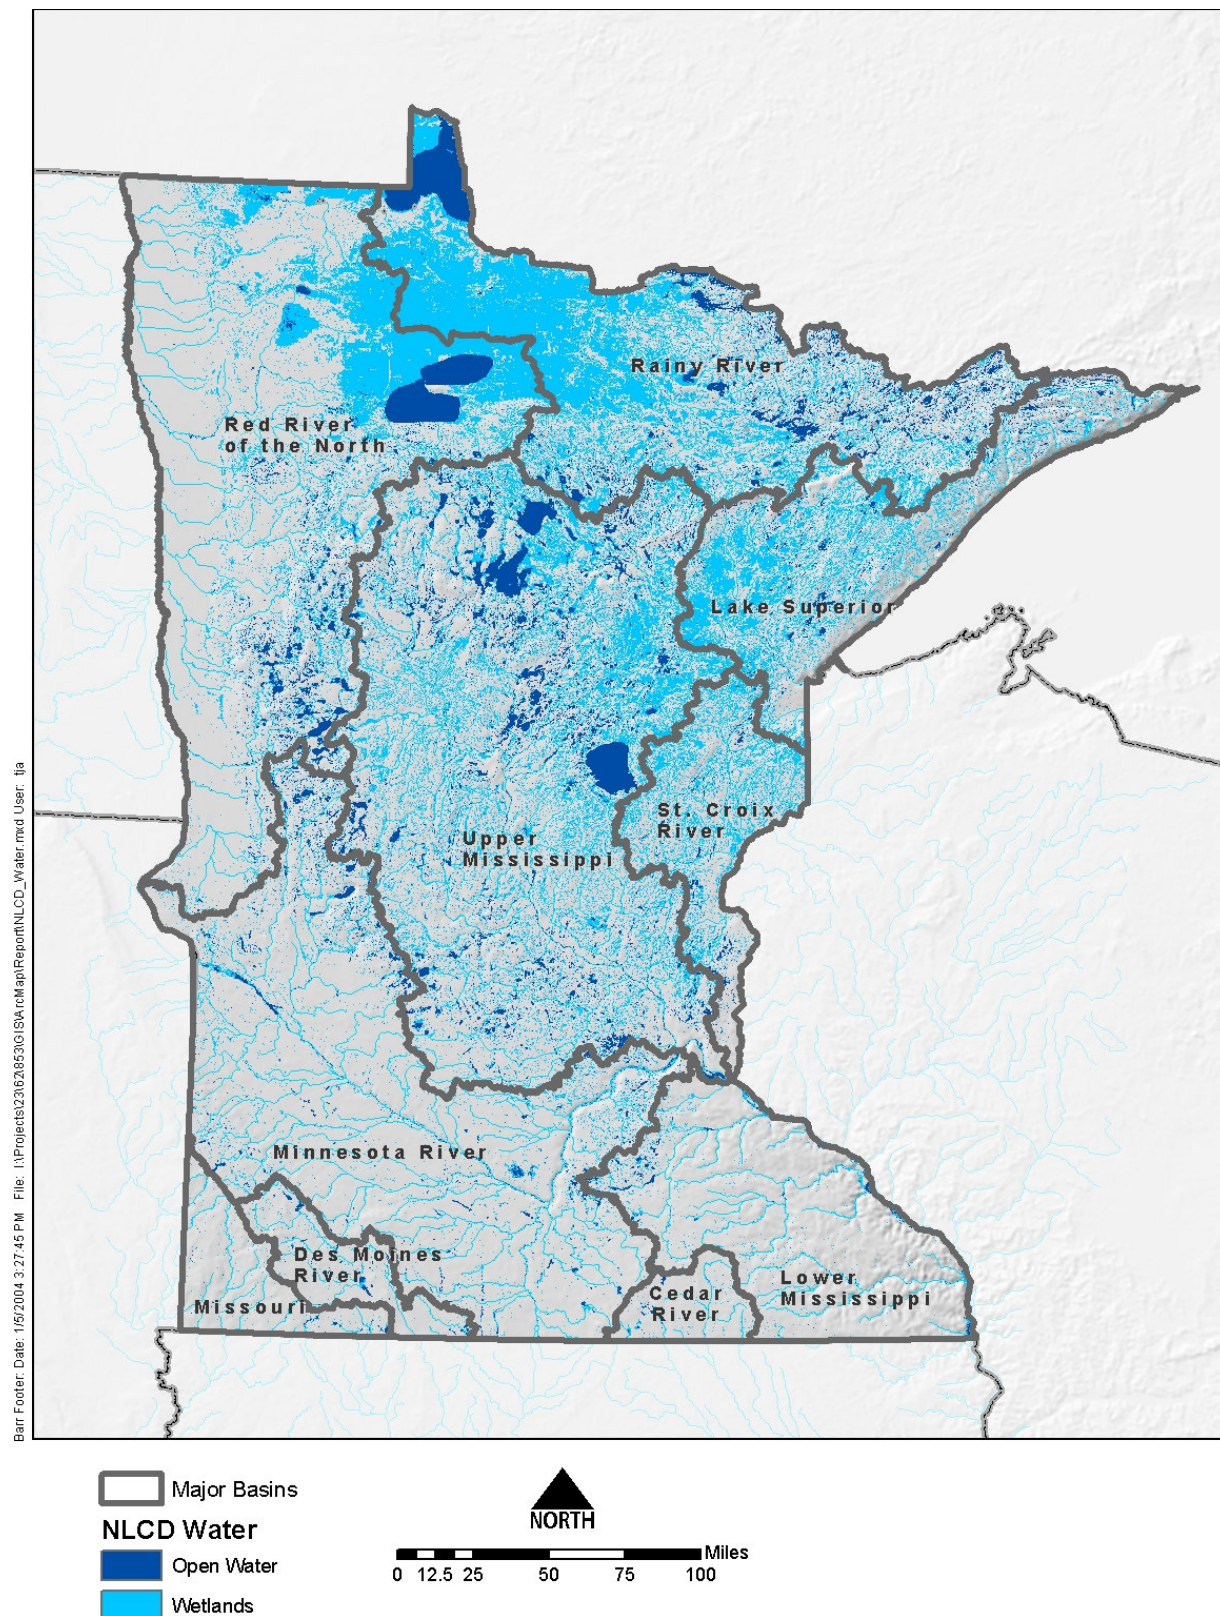 Rainy River
Red River
of the North
Lake Superior
St. Croix
River
Upper
Mississippi
Minnesota River
Des Moines
River
Missouri
Cedar
River
Lower
Mississippi
Barr Footer: Date: 1/5/2004 3:27:45 PM File: I:\Projects\23\62\853\GIS\ArcMap\Report\NLCD_Water.mxd User: tja
Major Basins
NLCD Water
Open Water
Wetlands
NORTH
Miles
0 12.5 25 50 75 100